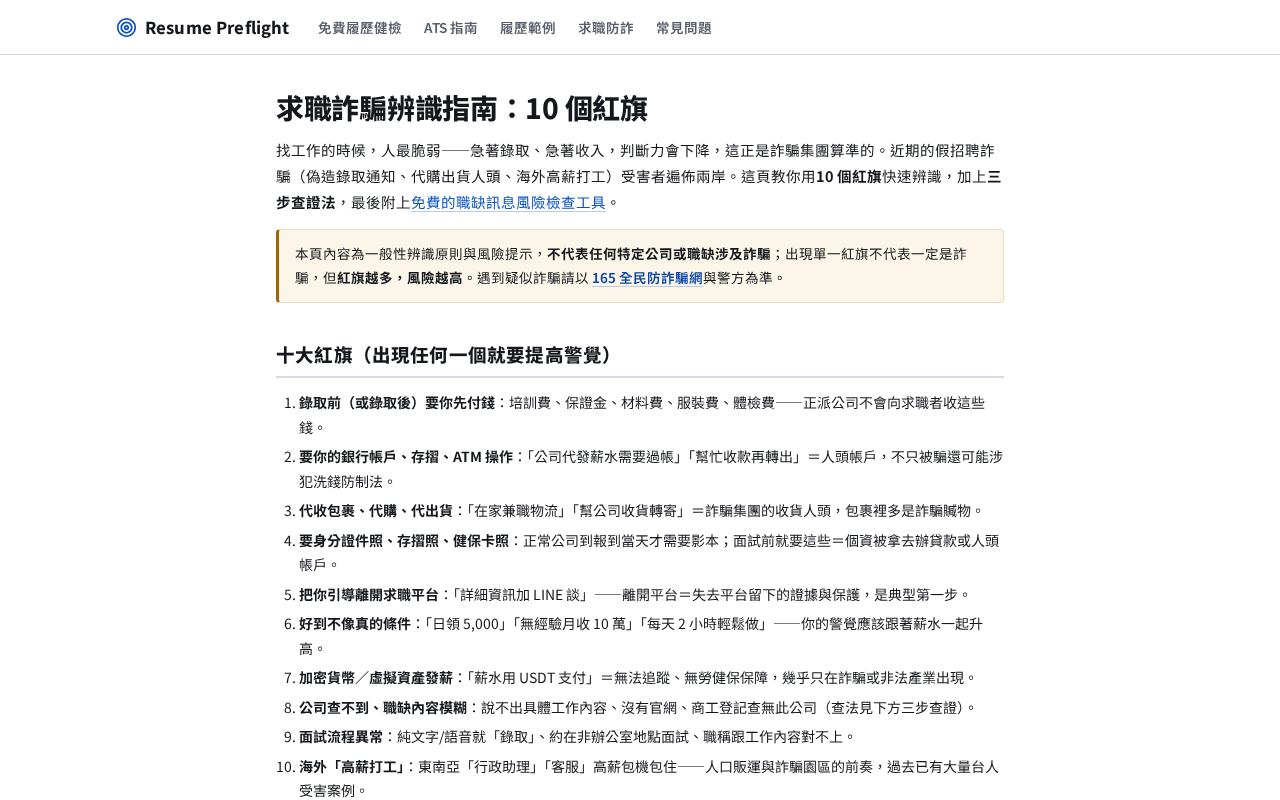 Resume Preflight
免費履歷健檢
ATS 指南
履歷範例
求職防詐
常見問題
求職詐騙辨識指南：10 個紅旗
找工作的時候，人最脆弱——急著錄取、急著收入，判斷力會下降，這正是詐騙集團算準的。近期的假招聘詐
騙（偽造錄取通知、代購出貨人頭、海外高薪打工）受害者遍佈兩岸。這頁教你用10 個紅旗快速辨識，加上三
步查證法，最後附上免費的職缺訊息風險檢查工具。
本頁內容為一般性辨識原則與風險提示，不代表任何特定公司或職缺涉及詐騙；出現單一紅旗不代表一定是詐
騙，但紅旗越多，風險越高。遇到疑似詐騙請以 165 全民防詐騙網與警方為準。
十大紅旗（出現任何一個就要提高警覺）
1. 錄取前（或錄取後）要你先付錢：培訓費、保證金、材料費、服裝費、體檢費——正派公司不會向求職者收這些
錢。
2. 要你的銀行帳戶、存摺、ATM 操作：「公司代發薪水需要過帳」「幫忙收款再轉出」＝人頭帳戶，不只被騙還可能涉
犯洗錢防制法。
3. 代收包裹、代購、代出貨：「在家兼職物流」「幫公司收貨轉寄」＝詐騙集團的收貨人頭，包裹裡多是詐騙贓物。
4. 要身分證件照、存摺照、健保卡照：正常公司到報到當天才需要影本；面試前就要這些＝個資被拿去辦貸款或人頭
帳戶。
5. 把你引導離開求職平台：「詳細資訊加 LINE 談」——離開平台＝失去平台留下的證據與保護，是典型第一步。
6. 好到不像真的條件：「日領 5,000」「無經驗月收 10 萬」「每天 2 小時輕鬆做」——你的警覺應該跟著薪水一起升
高。
7. 加密貨幣／虛擬資產發薪：「薪水用 USDT 支付」＝無法追蹤、無勞健保保障，幾乎只在詐騙或非法產業出現。
8. 公司查不到、職缺內容模糊：說不出具體工作內容、沒有官網、商工登記查無此公司（查法見下方三步查證）。
9. 面試流程異常：純文字/語音就「錄取」、約在非辦公室地點面試、職稱跟工作內容對不上。
10. 海外「高薪打工」：東南亞「行政助理」「客服」高薪包機包住——人口販運與詐騙園區的前奏，過去已有大量台人
受害案例。